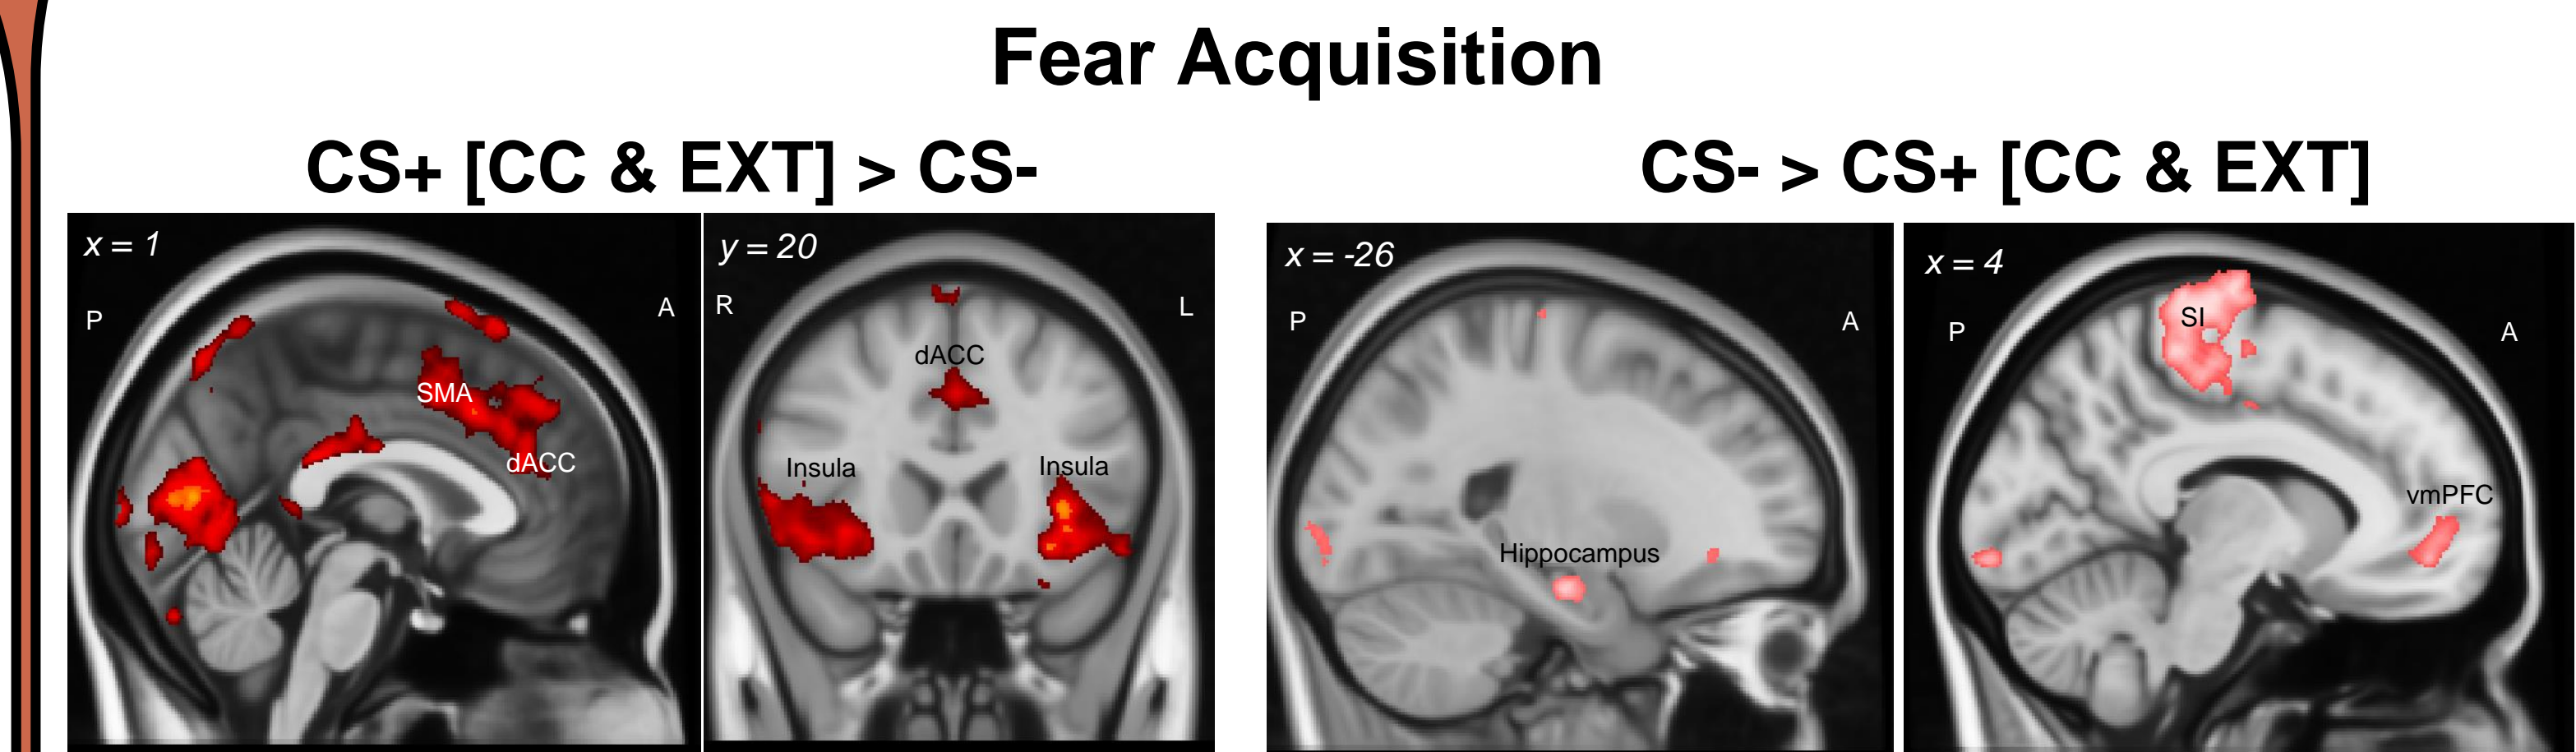 Fear Acquisition
CS+ [CC & EXT] > CS-
CS- > CS+ [CC & EXT]
x = 1
P
A
SMA
dACC
y = 20
R
L
dACC
Insula
Insula
x = -26
P
A
Hippocampus
x = 4
P
A
SI
vmPFC